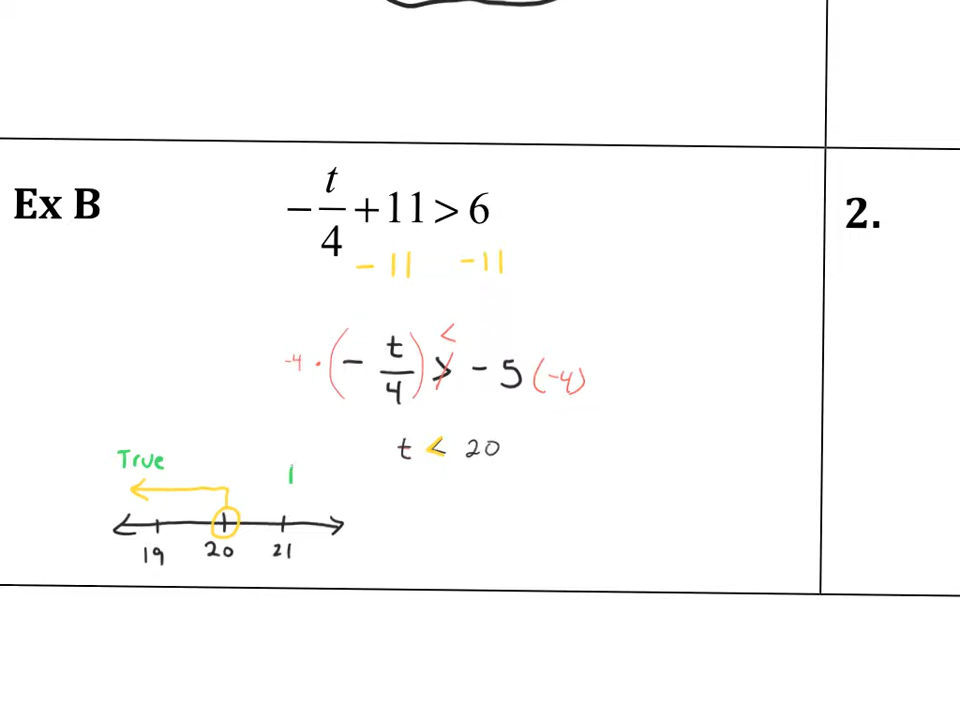 Ex B
-t/4 + 11 > 6
2.
- 11 - 11
<
-4 · (- t/4) > - 5 (-4)
t < 20
True
19 20 21